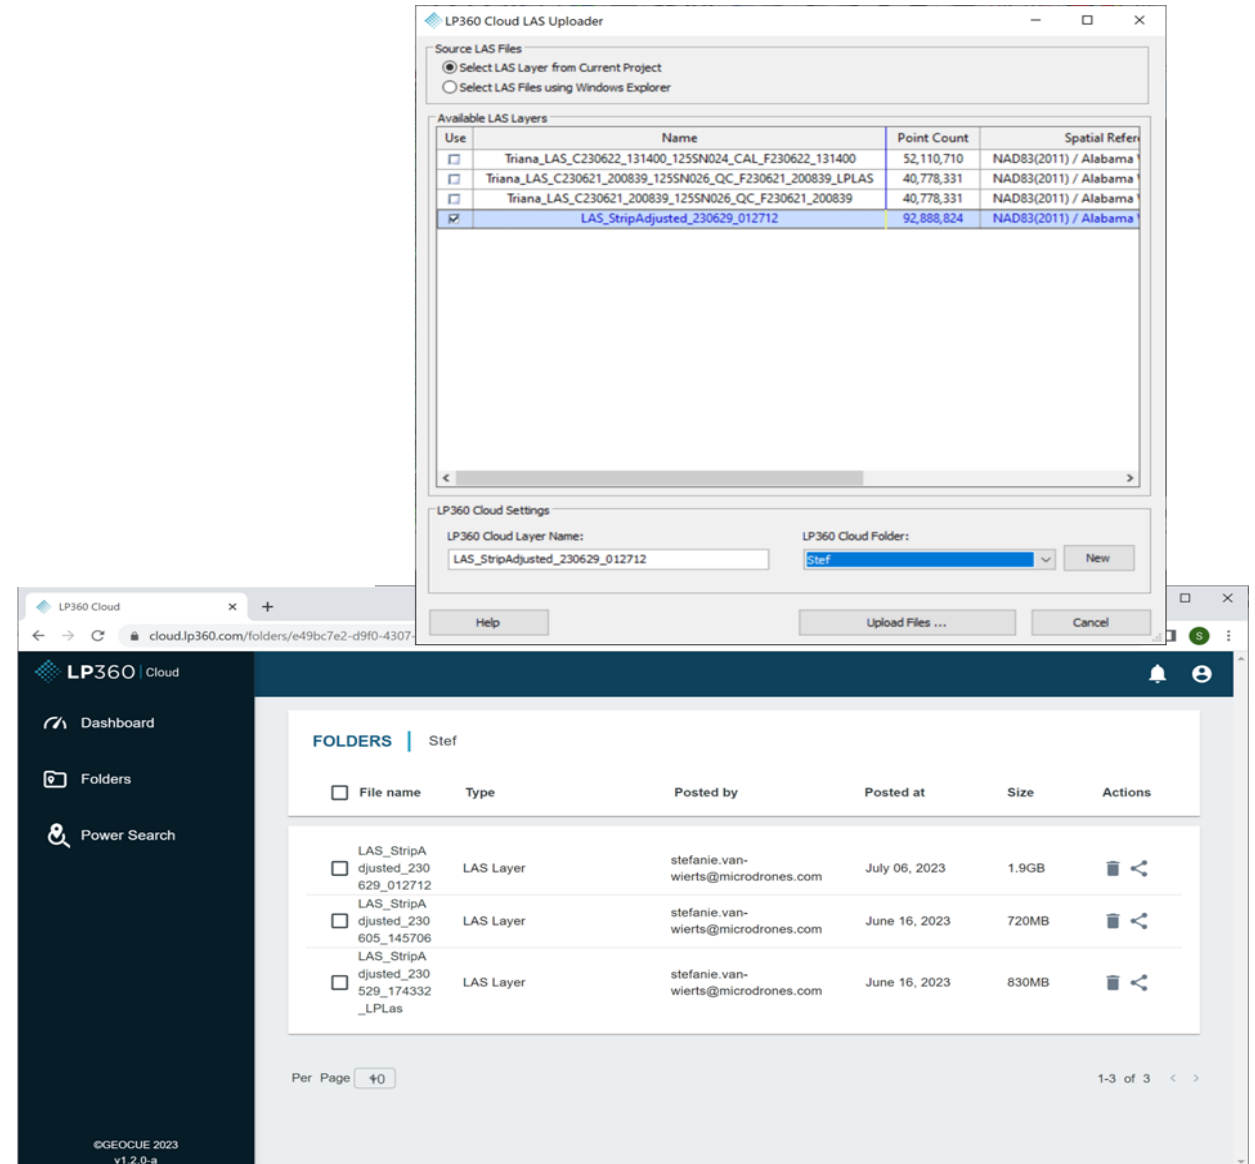 LP360 Cloud LAS Uploader
Source LAS Files
Select LAS Layer from Current Project
Select LAS Files using Windows Explorer
Available LAS Layers
Use Name Point Count Spatial Refer
Triana_LAS_C230622_131400_125SN024_CAL_F230622_131400 52,110,710 NAD83(2011) / Alabama
Triana_LAS_C230621_200839_125SN026_QC_F230621_200839_LPLAS 40,778,331 NAD83(2011) / Alabama
Triana_LAS_C230621_200839_125SN026_QC_F230621_200839 40,778,331 NAD83(2011) / Alabama
LAS_StripAdjusted_230629_012712 92,888,824 NAD83(2011) / Alabama
LP360 Cloud Settings
LP360 Cloud Layer Name: LP360 Cloud Folder:
LAS_StripAdjusted_230629_012712 Stef New
Help Upload Files ... Cancel
LP360 Cloud
cloud.lp360.com/folders/e49bc7e2-d9f0-4307-
S
LP360 | Cloud
Dashboard
Folders
Power Search
©GEOCUE 2023
v1.2.0-a
FOLDERS | Stef
File name Type Posted by Posted at Size Actions
LAS_StripA
djusted_230
629_012712
LAS Layer
stefanie.van-
wierts@microdrones.com
July 06, 2023
1.9GB
LAS_StripA
djusted_230
605_145706
LAS Layer
stefanie.van-
wierts@microdrones.com
June 16, 2023
720MB
LAS_StripA
djusted_230
529_174332
_LPLas
LAS Layer
stefanie.van-
wierts@microdrones.com
June 16, 2023
830MB
Per Page 10
1-3 of 3